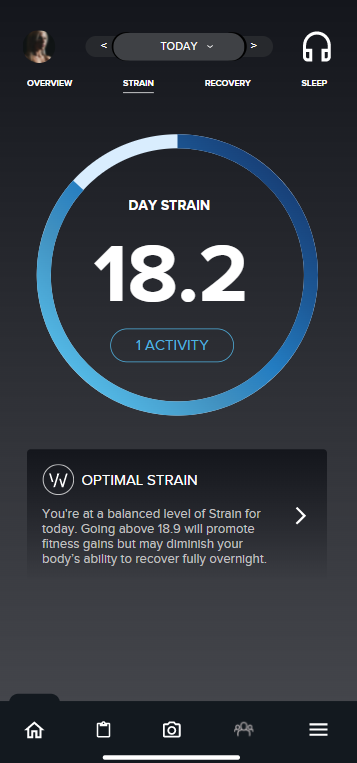 < TODAY >
OVERVIEW STRAIN RECOVERY SLEEP
DAY STRAIN
18.2
1 ACTIVITY
OPTIMAL STRAIN
You're at a balanced level of Strain for
today. Going above 18.9 will promote
fitness gains but may diminish your
body's ability to recover fully overnight.